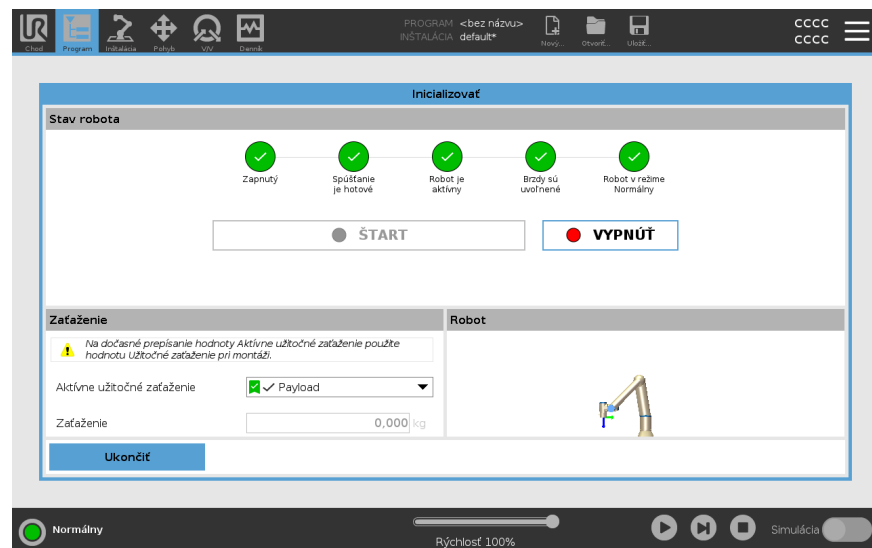 PROGRAM <bez názvu>
INŠTALÁCIA default*
CCCC
CCCC
Chod Program Inštalácia Pohyb V/V Denník Nový... Otvoriť... Uložiť...
Inicializovať
Stav robota
Zapnutý Spúšťanie je hotové Robot je aktívny Brzdy sú uvoľnené Robot v režime Normálny
ŠTART VYPNÚŤ
Zaťaženie Robot
Na dočasné prepísanie hodnoty Aktívne užitočné zaťaženie použite
hodnotu Užitočné zaťaženie pri montáži.
Aktívne užitočné zaťaženie Payload
Zaťaženie 0,000 kg
Ukončiť
Normálny
Rýchlosť 100%
Simulácia